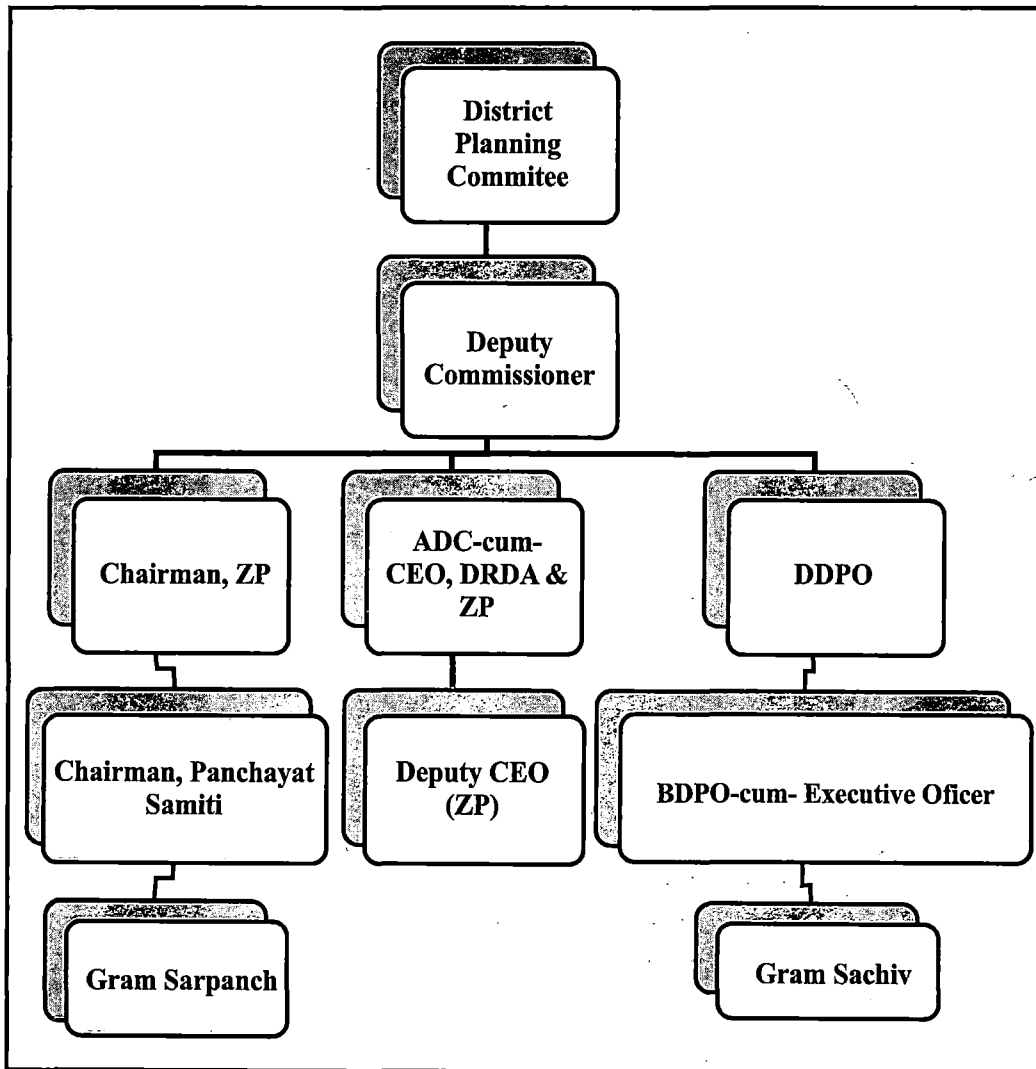 District
Planning
Commitee
Deputy
Commissioner
Chairman, ZP
ADC-cum-
CEO, DRDA &
ZP
DDPO
Chairman, Panchayat
Samiti
Deputy CEO
(ZP)
BDPO-cum- Executive Oficer
Gram Sarpanch
Gram Sachiv